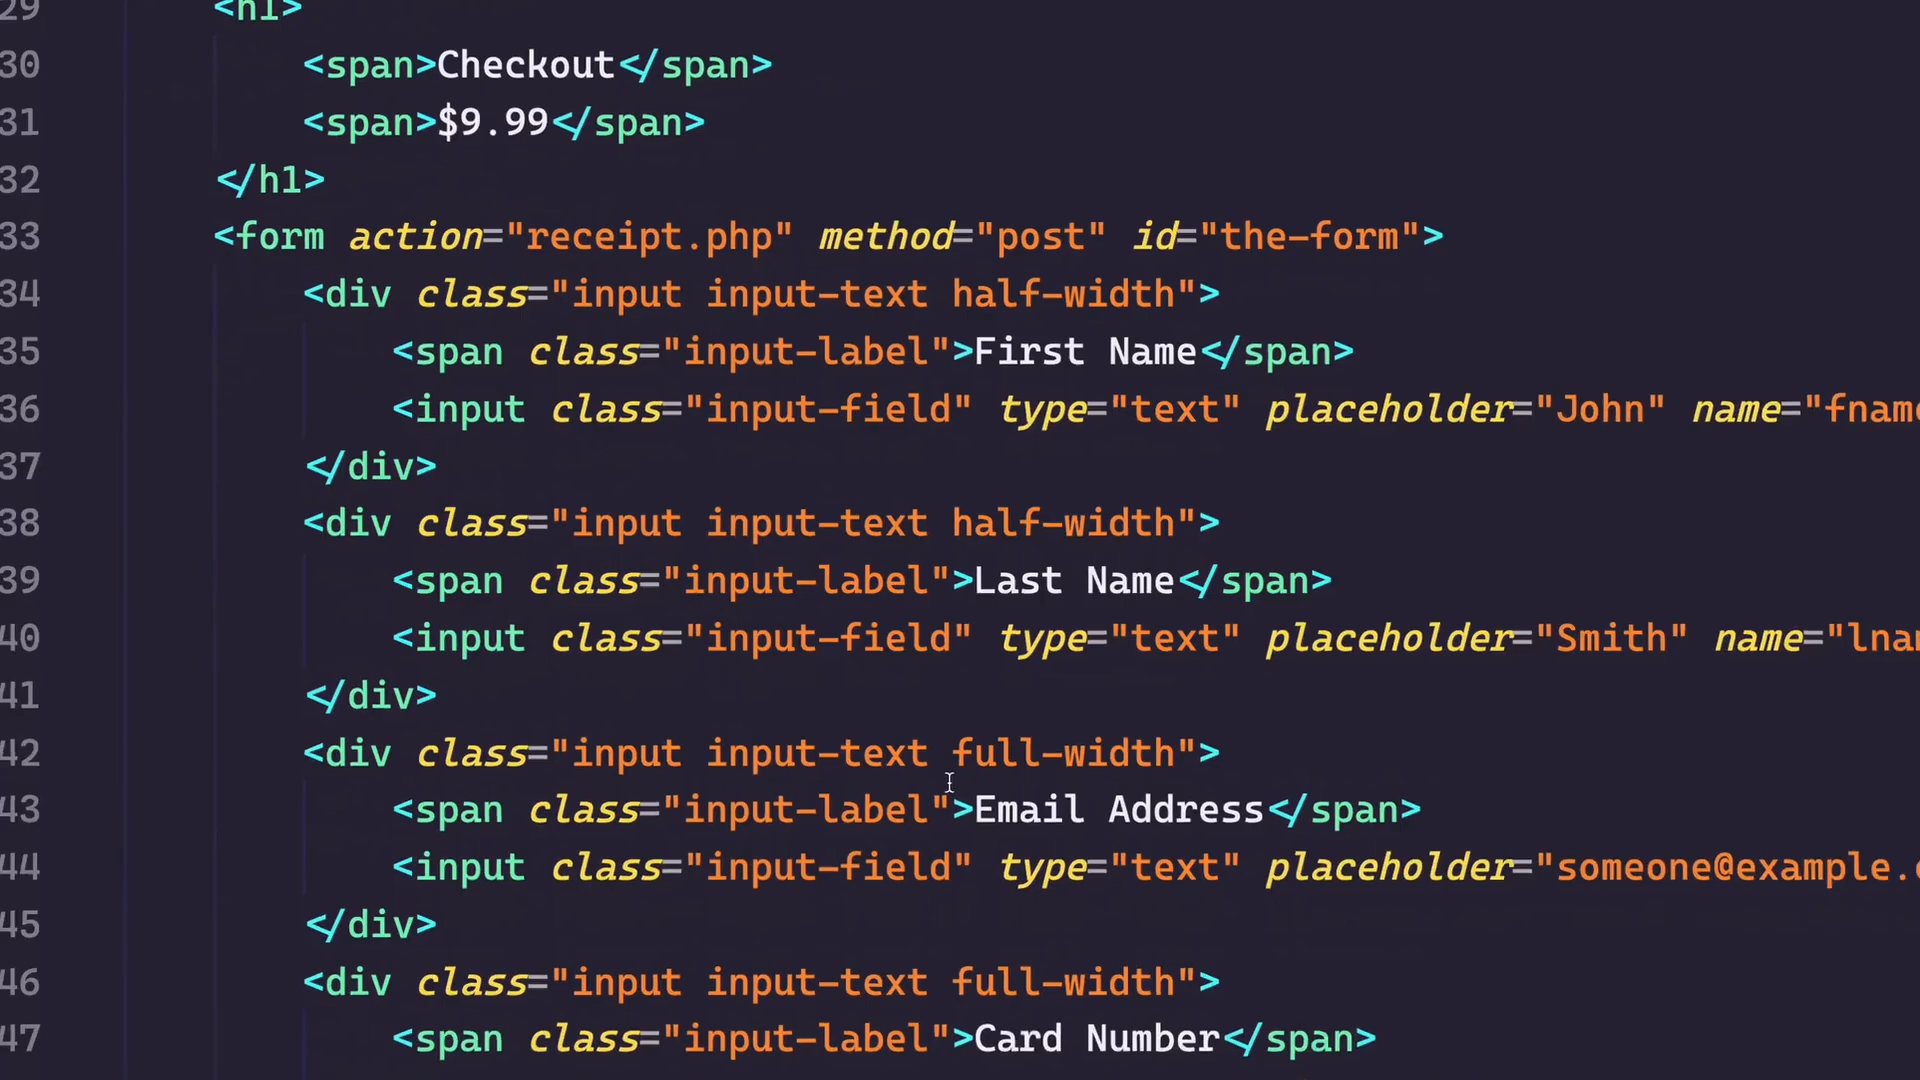 29 <h1>
30 <span>Checkout</span>
31 <span>$9.99</span>
32 </h1>
33 <form action="receipt.php" method="post" id="the-form">
34 <div class="input input-text half-width">
35 <span class="input-label">First Name</span>
36 <input class="input-field" type="text" placeholder="John" name="fname
37 </div>
38 <div class="input input-text half-width">
39 <span class="input-label">Last Name</span>
40 <input class="input-field" type="text" placeholder="Smith" name="lnam
41 </div>
42 <div class="input input-text full-width">
43 <span class="input-label">Email Address</span>
44 <input class="input-field" type="text" placeholder="someone@example.c
45 </div>
46 <div class="input input-text full-width">
47 <span class="input-label">Card Number</span>